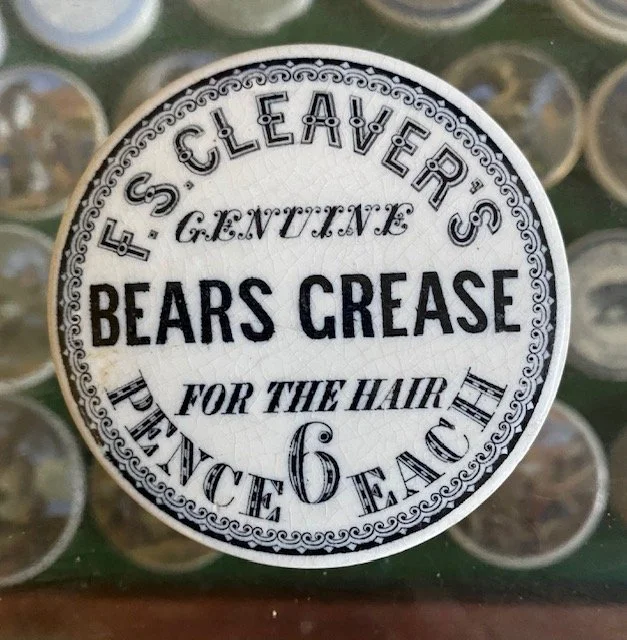 F.S. CLEAVER'S
GENUINE
BEARS GREASE
FOR THE HAIR
PENCE 6 EACH